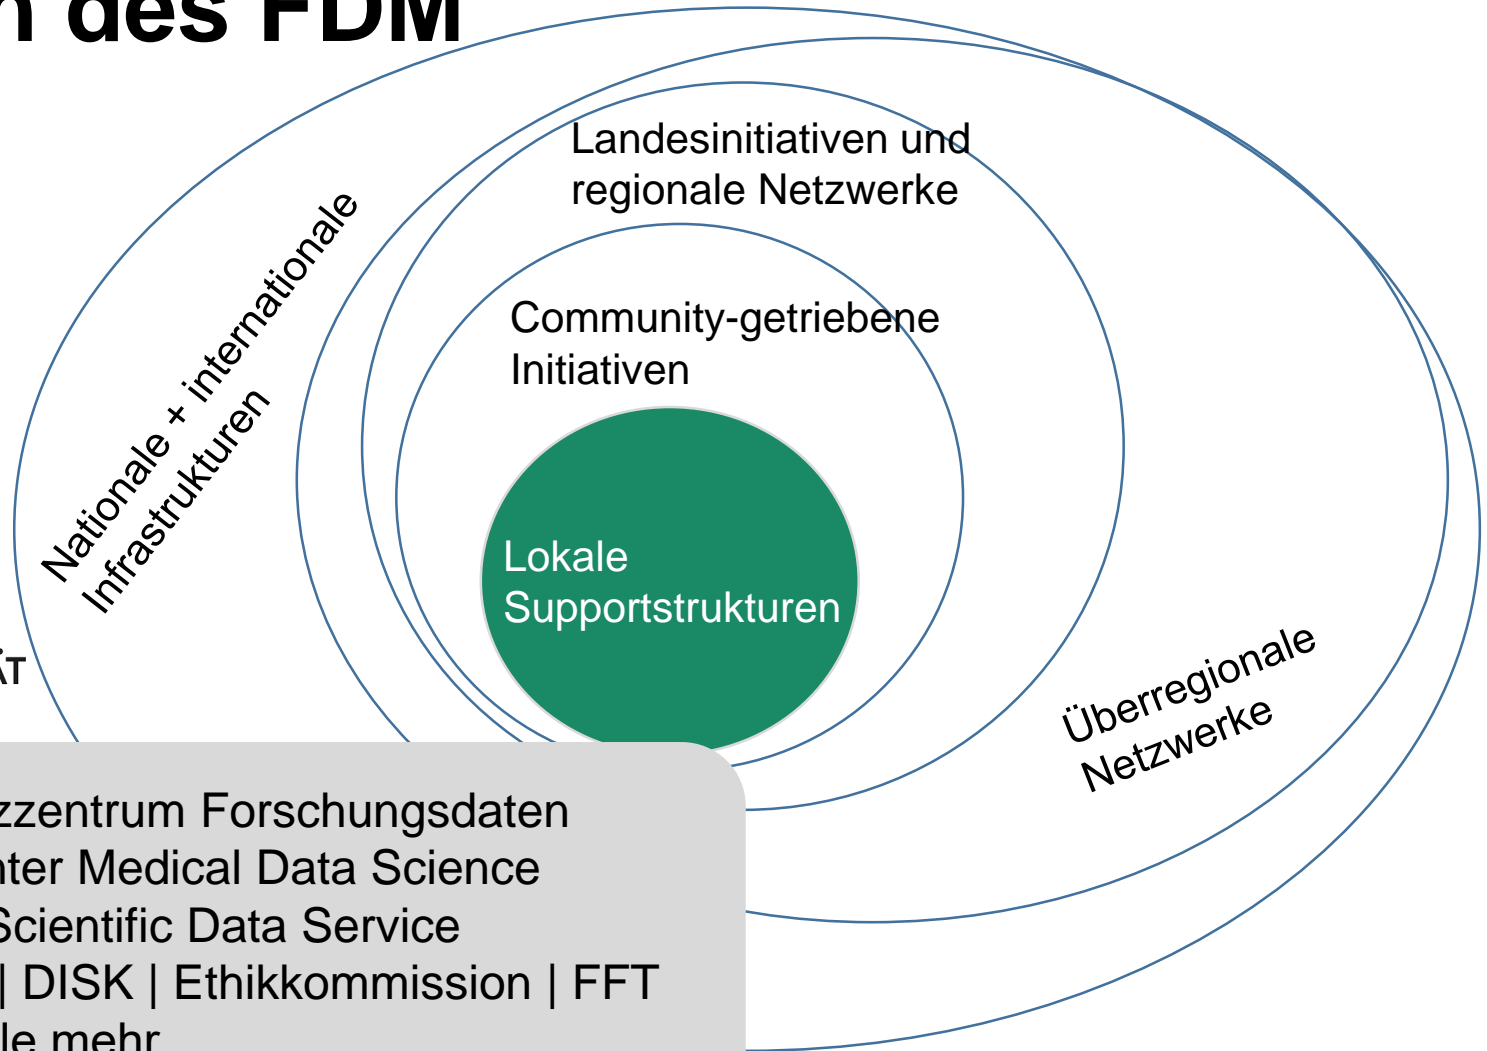 des FDM
Landesinitiativen und
regionale Netzwerke
Nationale + internationale
Infrastrukturen
Community-getriebene
Initiativen
Lokale
Supportstrukturen
Überregionale
Netzwerke
zzentrum Forschungsdaten
nter Medical Data Science
Scientific Data Service
| DISK | Ethikkommission | FFT
le mehr